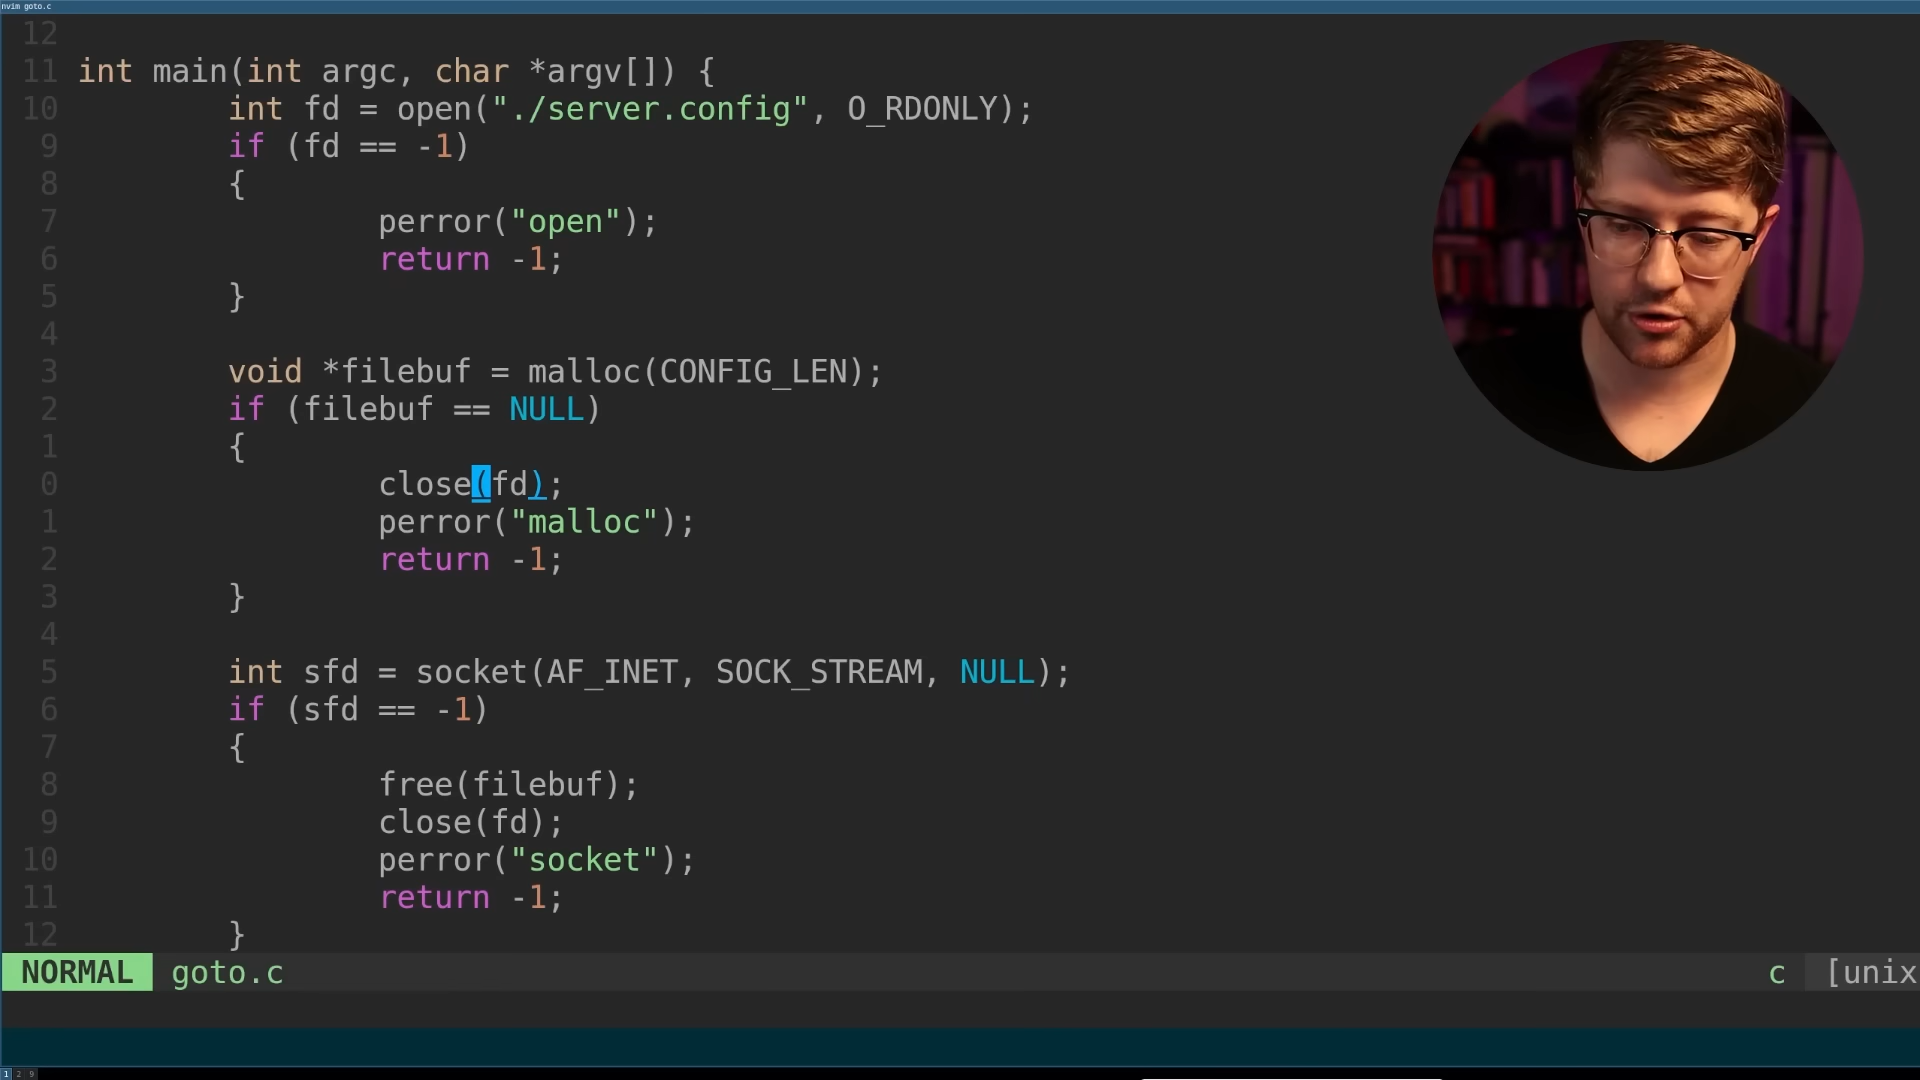 nvim goto.c
12
11 int main(int argc, char *argv[]) {
10 int fd = open("./server.config", O_RDONLY);
9 if (fd == -1)
8 {
7 perror("open");
6 return -1;
5 }
4
3 void *filebuf = malloc(CONFIG_LEN);
2 if (filebuf == NULL)
1 {
0 close(fd);
1 perror("malloc");
2 return -1;
3 }
4
5 int sfd = socket(AF_INET, SOCK_STREAM, NULL);
6 if (sfd == -1)
7 {
8 free(filebuf);
9 close(fd);
10 perror("socket");
11 return -1;
12 }
NORMAL goto.c c [unix
1 2 9